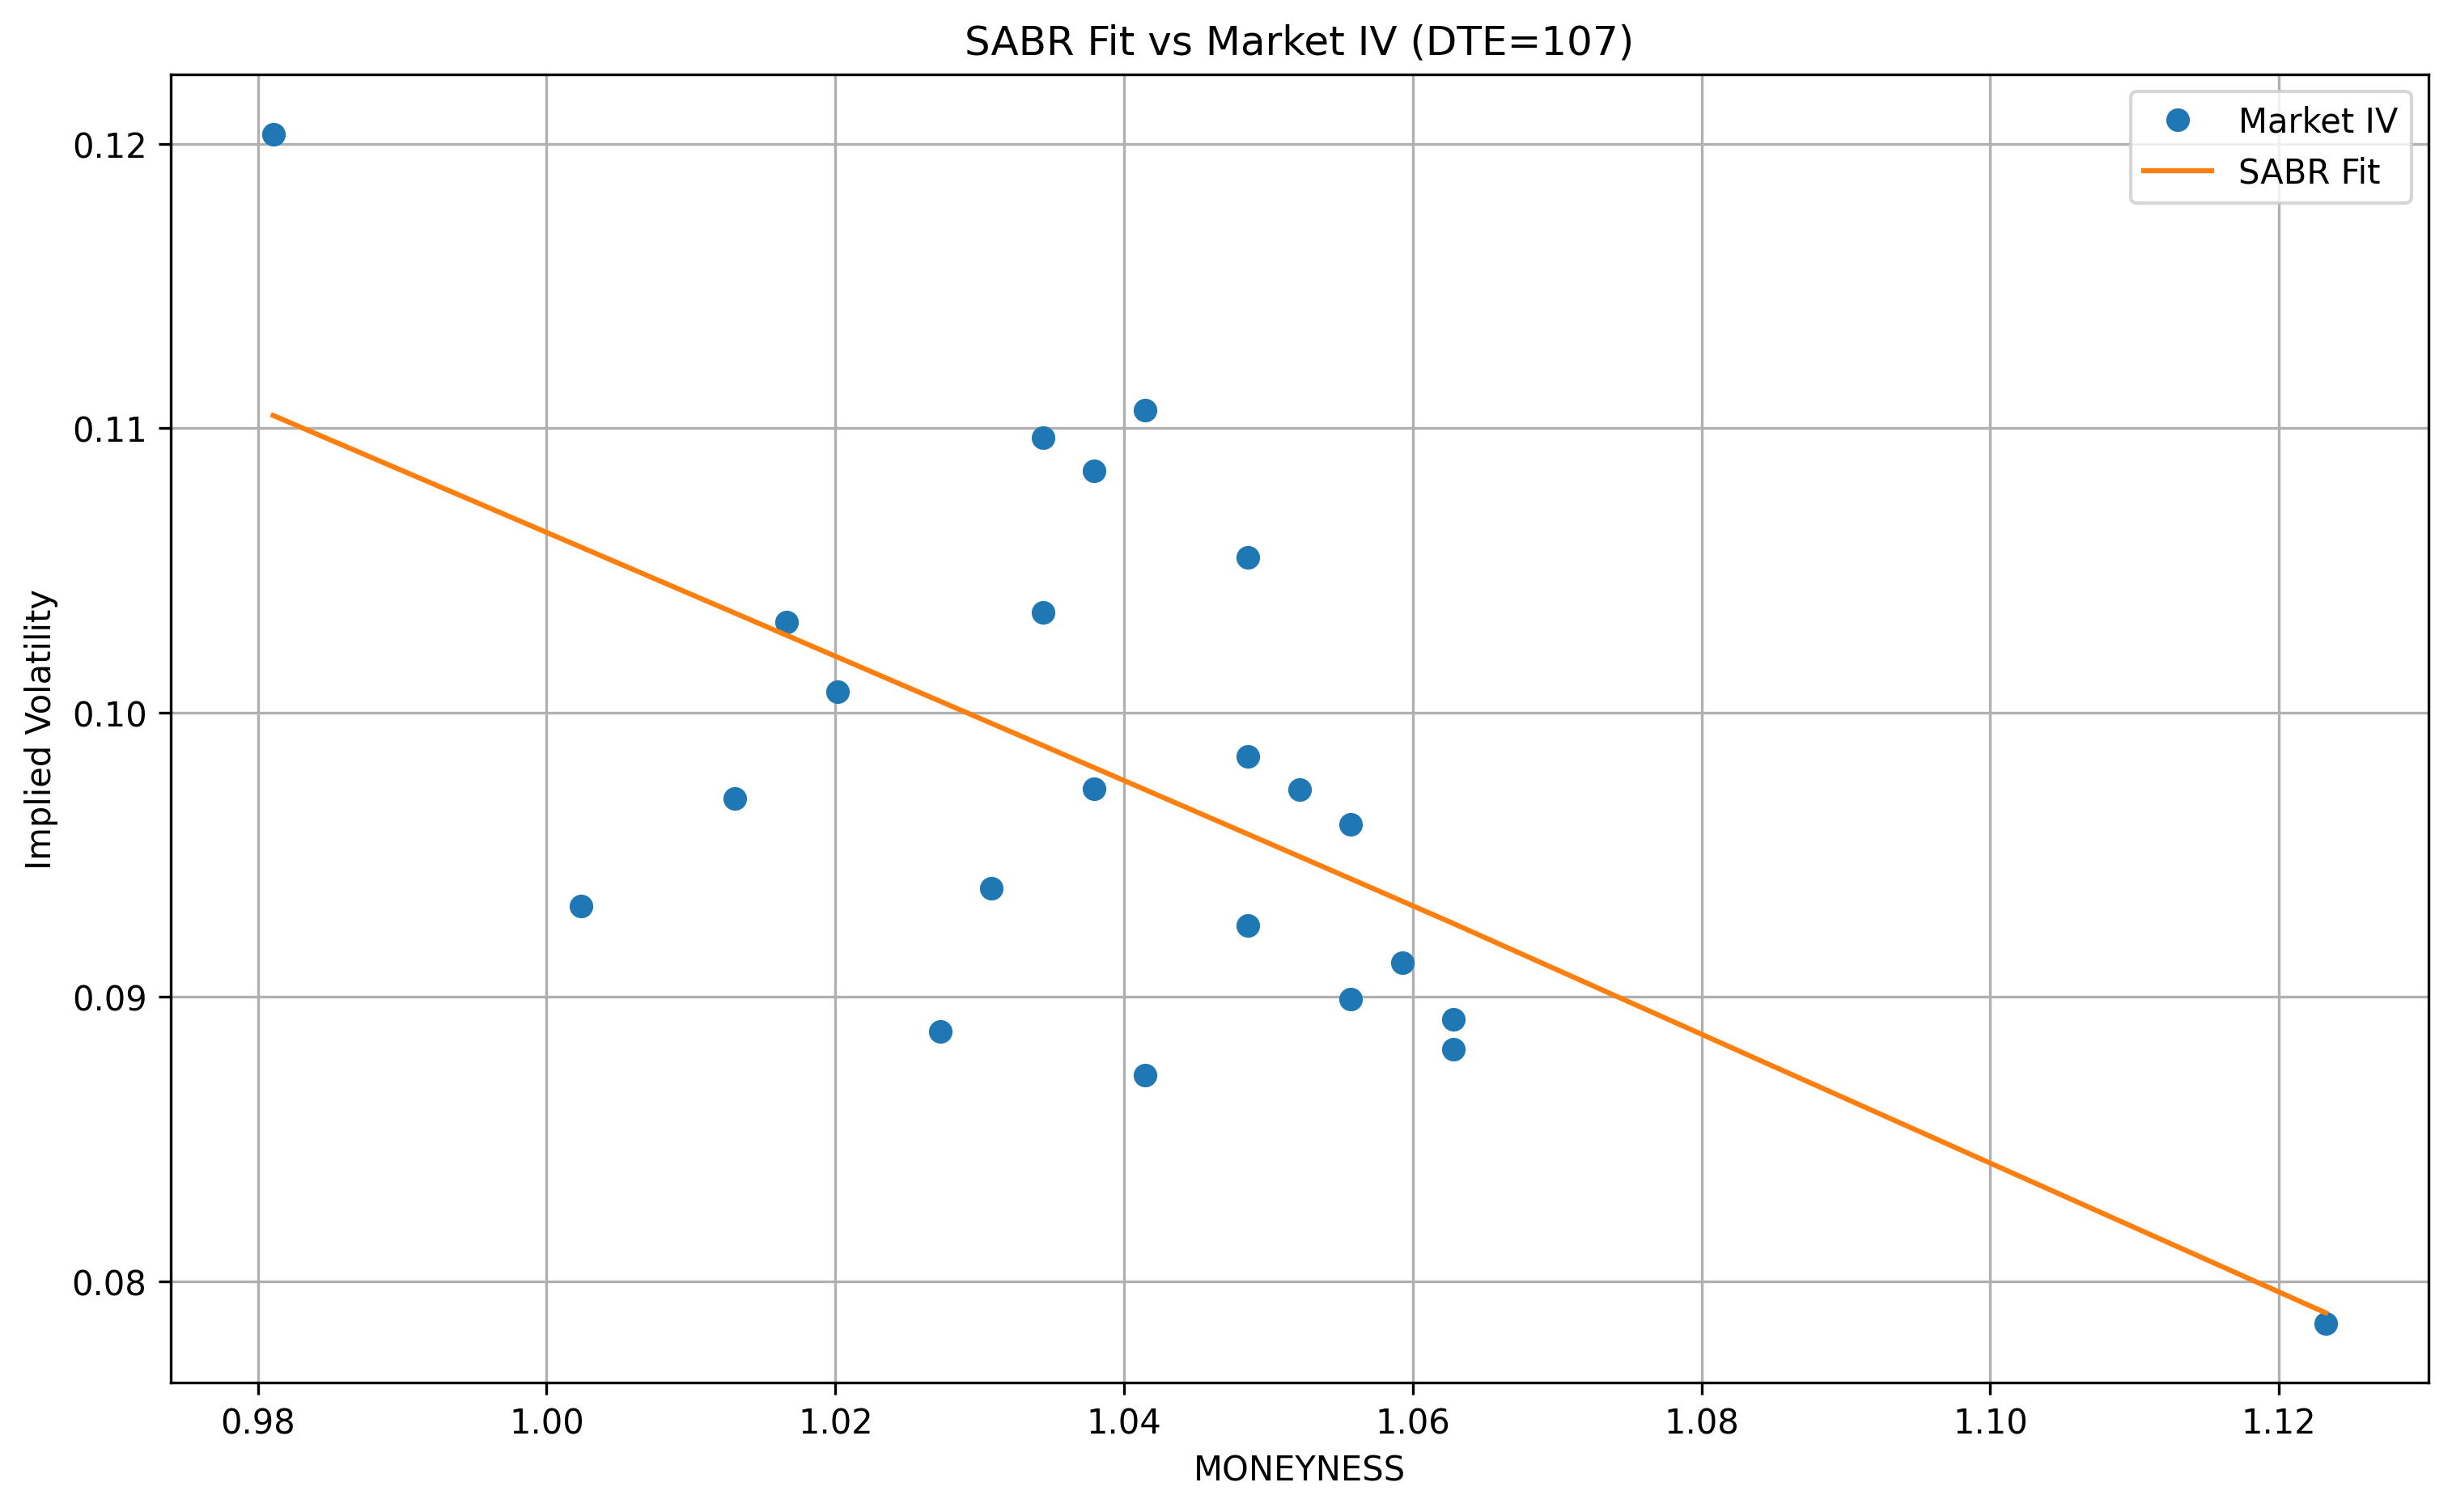 SABR Fit vs Market IV (DTE=107)
Market IV
SABR Fit
Implied Volatility
0.12
0.11
0.10
0.09
0.08
0.98
1.00
1.02
1.04
1.06
1.08
1.10
1.12
MONEYNESS